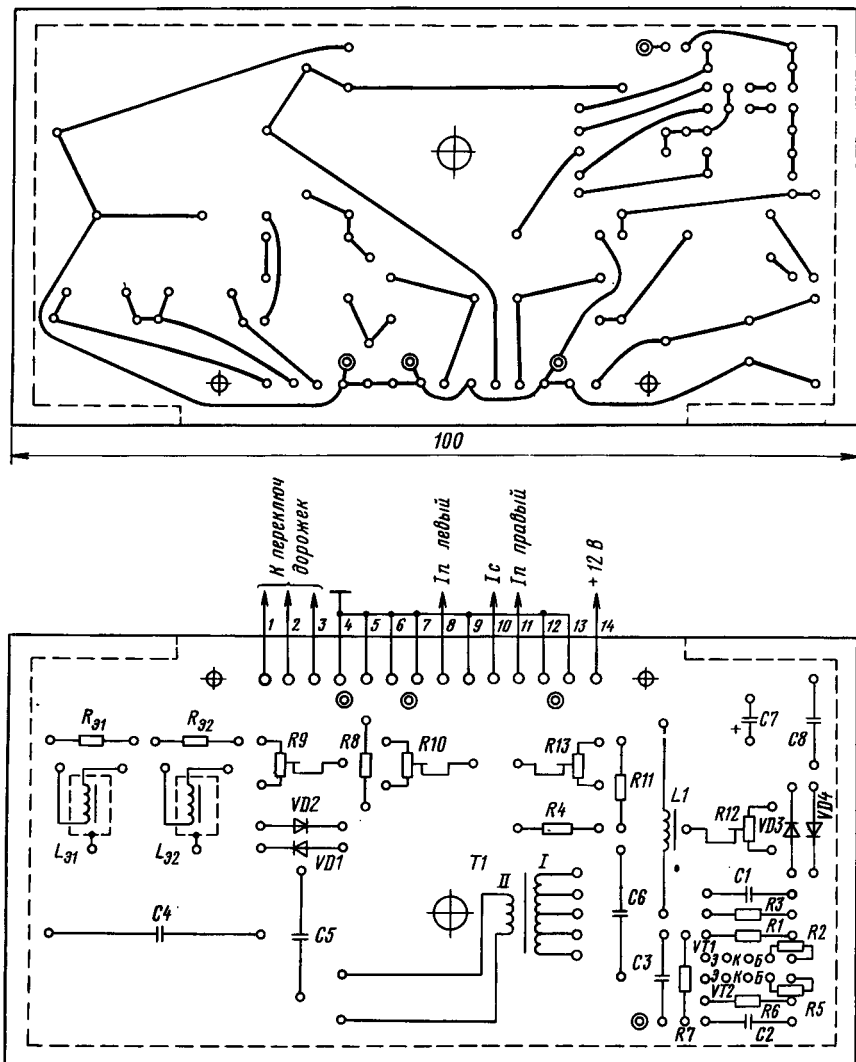 100
К переключ
дорожек
Iп левый
Iс
Iп правый
+12 В
1 2 3 4 5 6 7 8 9 10 11 12 13 14
Rэ1 Rэ2 R9 R8 R10 R13 R11 L1 + C7 C8
Lэ1 Lэ2 VD2 VD1 R4 R12 VD3 VD4
T1 II I
C4 C5 C6 C3 C1
R3
R1
VT1 Э К Б R2
Э К Б
VT2 R6 R5
R7 C2